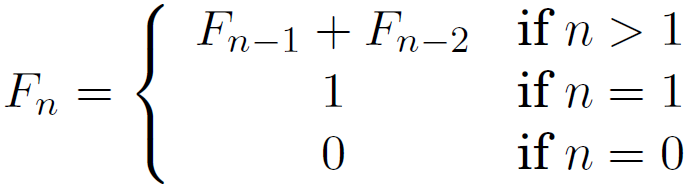 F_n = { F_{n−1} + F_{n−2} if n > 1
1 if n = 1
0 if n = 0